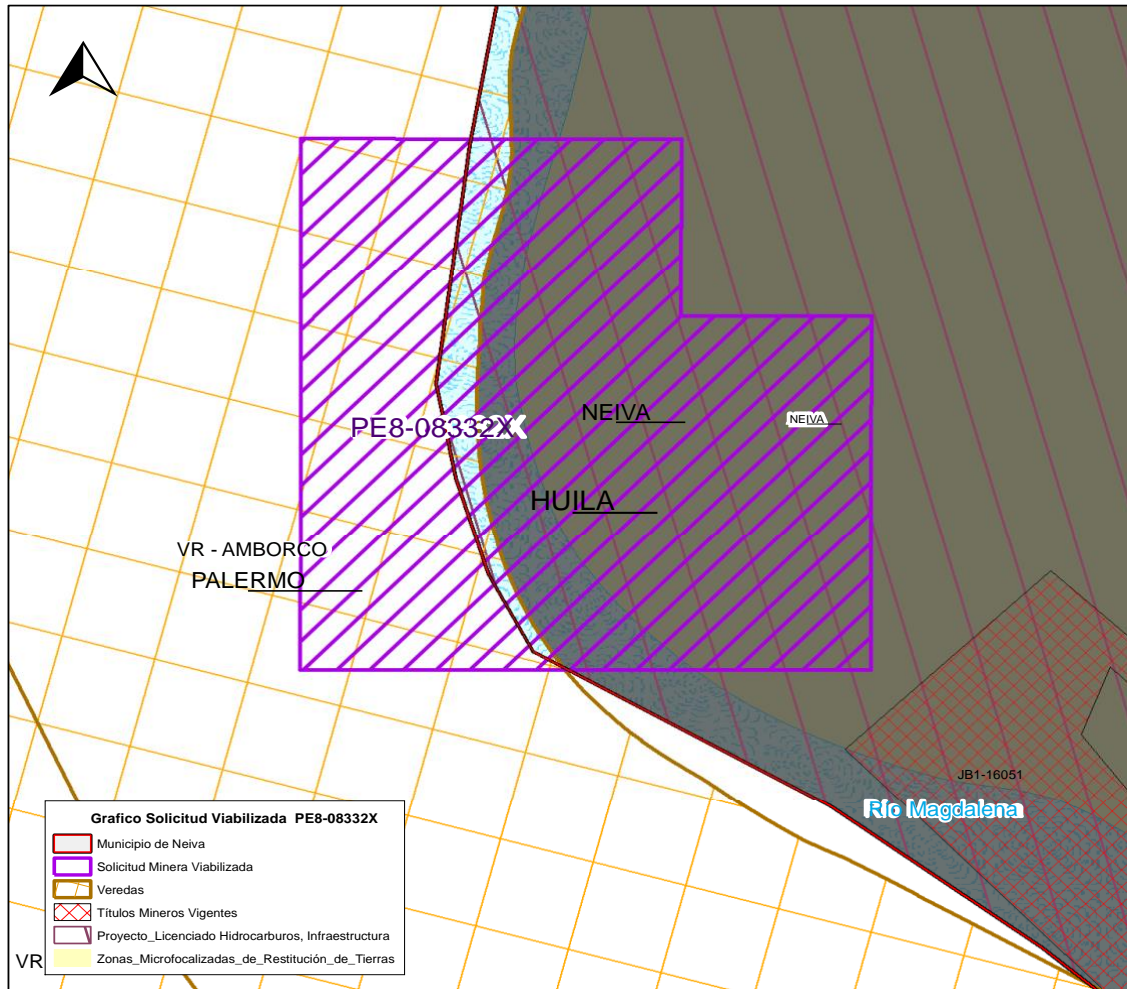 NEIVA
NEIVA
PE8-08332X
HUILA
VR - AMBORCO
PALERMO
JB1-16051
Río Magdalena
Grafico Solicitud Viabilizada PE8-08332X
Municipio de Neiva
Solicitud Minera Viabilizada
Veredas
Títulos Mineros Vigentes
Proyecto_Licenciado Hidrocarburos, Infraestructura
Zonas_Microfocalizadas_de_Restitución_de_Tierras
VR